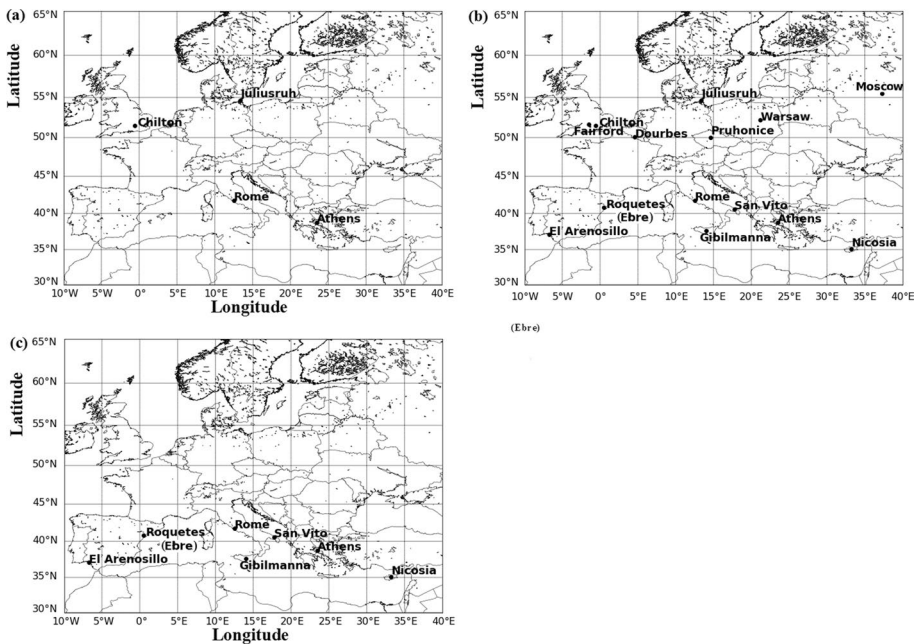 (a)
Latitude
65°N
60°N
55°N
50°N
45°N
40°N
35°N
30°N
Juliusruh
Chilton
Rome
Athens
10°W 5°W 0° 5°E 10°E 15°E 20°E 25°E 30°E 35°E 40°E
Longitude
(b)
Latitude
65°N
60°N
55°N
50°N
45°N
40°N
35°N
30°N
Moscow
Juliusruh
Warsaw
Chilton
Fairford
Dourbes
Pruhonice
Rome
Roquetes
(Ebre)
San Vito
Athens
El Arenosillo
Gibilmanna
Nicosia
10°W 5°W 0° 5°E 10°E 15°E 20°E 25°E 30°E 35°E 40°E
Longitude
(Ebre)
(c)
Latitude
65°N
60°N
55°N
50°N
45°N
40°N
35°N
30°N
Rome
Roquetes
(Ebre)
San Vito
Athens
El Arenosillo
Gibilmanna
Nicosia
10°W 5°W 0° 5°E 10°E 15°E 20°E 25°E 30°E 35°E 40°E
Longitude